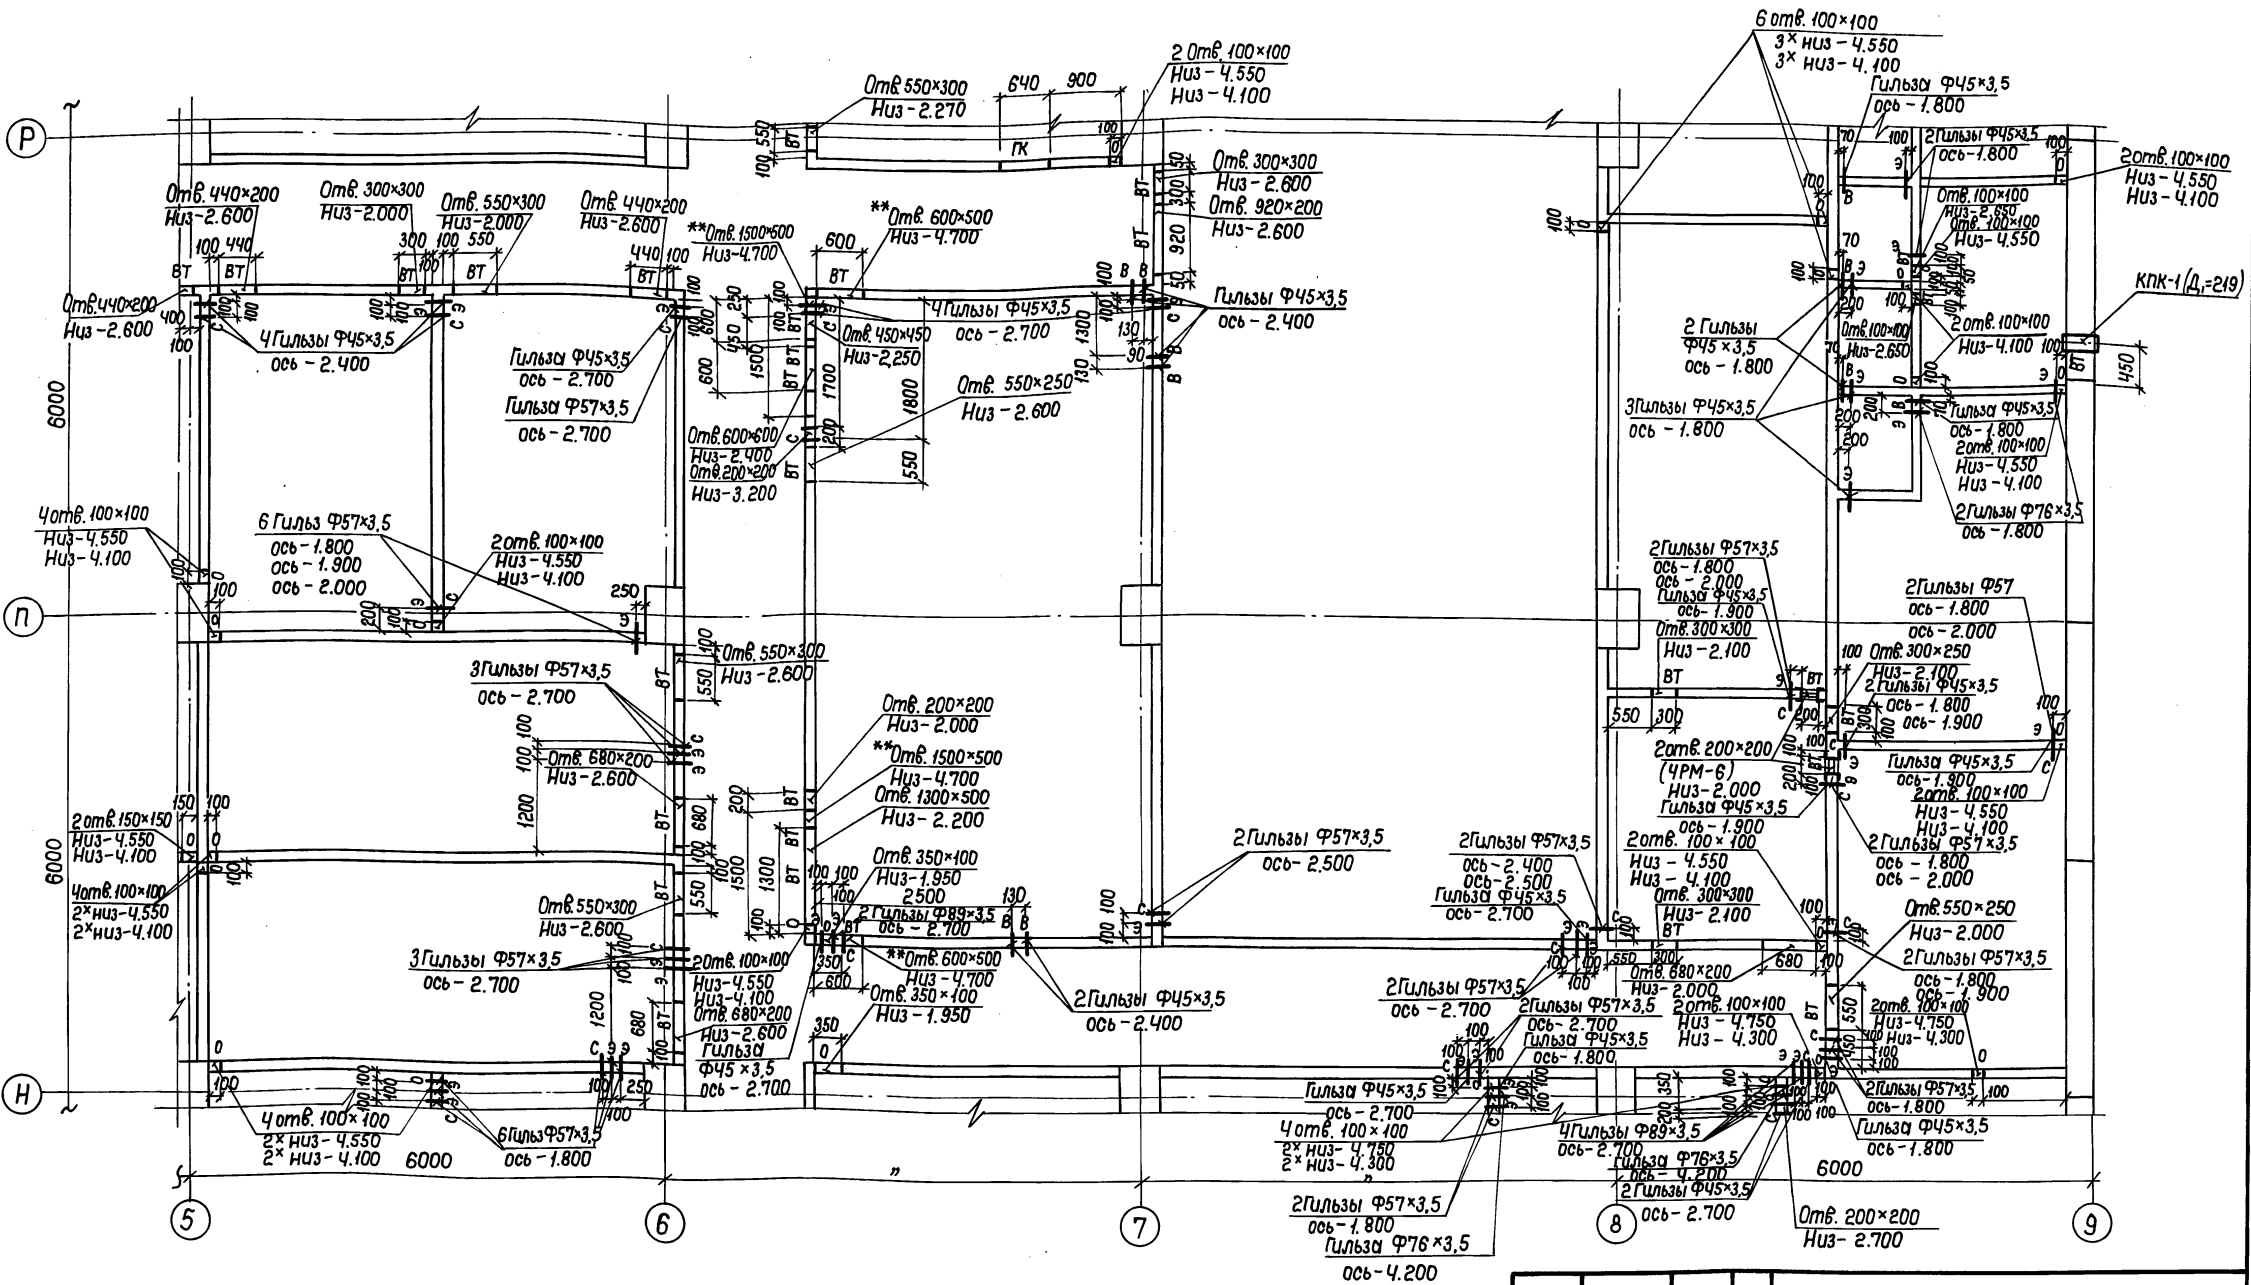 6 отв. 100×100
3× низ-4.550
3× низ-4.100
2 Отв. 100×100
Низ-4.550
Низ-4.100
Отв. 550×300
Низ-2.270
640
900
Гильза Ф45×3,5
ось-1.800
2 Гильзы Ф45×3,5
ось-1.800
2 отв. 100×100
Низ-4.550
Низ-4.100
Р
ГК
Отв. 440×200
Низ-2.600
Отв. 300×300
Низ-2.000
Отв. 550×300
Низ-2.000
Отв. 440×200
Низ-2.600
**Отв. 1500×500
Низ-4.700
**Отв. 600×500
Низ-4.700
Отв. 300×300
Низ-2.600
Отв. 920×200
Низ-2.600
Отв. 100×100
Низ-2.650
Отв. 100×100
Низ-4.550
КПК-1 (Д₁=219)
Отв. 440×200
Низ-2.600
4 Гильзы Ф45×3,5
ось-2.400
Гильза Ф45×3,5
ось-2.700
Гильза Ф57×3,5
ось-2.700
4 Гильзы Ф45×3,5
ось-2.700
Отв. 450×450
Низ-2,250
Отв. 550×250
Низ-2.600
Гильзы Ф45×3,5
ось-2.400
2 Гильзы
Ф45×3,5
ось-1.800
Отв. 100×100
Низ-2.650
2 отв. 100×100
Низ-4.100
450
3 Гильзы Ф45×3,5
ось-1.800
Гильза Ф45×3,5
ось-1.800
2 отв. 100×100
Низ-4.550
Низ-4.100
2 Гильзы Ф76×3,5
ось-1.800
Отв. 600×600
Низ-2.400
Отв. 200×200
Низ-3.200
6000
4 отв. 100×100
Низ-4.550
Низ-4.100
6 Гильз Ф57×3,5
ось-1.800
ось-1.900
ось-2.000
2 отв. 100×100
Низ-4.550
Низ-4.100
250
П
2 Гильзы Ф57×3,5
ось-1.800
ось-2.000
Гильза Ф45×3,5
ось-1.900
Отв. 300×300
Низ-2.100
2 Гильзы Ф57
ось-1.800
ось-2.000
Отв. 300×250
Низ-2.100
2 Гильзы Ф45×3,5
ось-1.800
ось-1.900
Отв. 550×300
Низ-2.600
3 Гильзы Ф57×3,5
ось-2.700
Отв. 680×200
Низ-2.600
Отв. 200×200
Низ-2.000
**Отв. 1500×500
Низ-4.700
Отв. 1300×500
Низ-2.200
2 отв. 200×200
(ЧРМ-6)
Низ-2.000
Гильза Ф45×3,5
ось-1.900
Гильза Ф45×3,5
ось-1.900
2 отв. 100×100
Низ-4.550
Низ-4.100
2 Гильзы Ф57×3,5
ось-1.800
ось-2.000
6000
2 отв. 150×150
Низ-4.550
Низ-4.100
4 отв. 100×100
2× низ-4.550
2× низ-4.100
Отв. 550×300
Низ-2.600
3 Гильзы Ф57×3,5
ось-2.700
Отв. 350×100
Низ-1.950
2500
130
2 Гильзы Ф89×3,5
ось-2.700
**Отв. 600×500
Низ-4.700
Отв. 350×100
Низ-1.950
2 Гильзы Ф57×3,5
ось-2.500
2 Гильзы Ф57×3,5
ось-2.400
ось-2.500
Гильза Ф45×3,5
ось-2.700
2 отв. 100×100
Низ-4.550
Низ-4.100
Отв. 300×300
Низ-2.100
Отв. 550×250
Низ-2.000
2 Гильзы Ф57×3,5
ось-1.800
ось-1.900
2 Отв. 100×100
Низ-4.550
Низ-4.100
Отв. 680×200
Низ-2.600
Гильза
Ф45×3,5
ось-2.700
2 Гильзы Ф45×3,5
ось-2.400
2 Гильзы Ф57×3,5
ось-2.700
Отв. 680×200
Низ-2.000
2 Гильзы Ф57×3,5
ось-2.700
Гильза Ф45×3,5
ось-1.800
2 отв. 100×100
Низ-4.750
Низ-4.300
2 отв. 100×100
Низ-4.750
Низ-4.300
Н
4 отв. 100×100
2× низ-4.550
2× низ-4.100
6 Гильз Ф57×3,5
ось-1.800
Гильза Ф45×3,5
ось-2.700
4 отв. 100×100
2× низ-4.750
2× низ-4.300
4 Гильзы Ф89×3,5
ось-2.700
Гильза Ф76×3,5
ось-4.200
2 Гильзы Ф45×3,5
ось-2.700
2 Гильзы Ф57×3,5
ось-1.800
Гильза Ф45×3,5
ось-1.800
6000
"
"
6000
2 Гильзы Ф57×3,5
ось-1.800
Гильза Ф76×3,5
ось-4.200
Отв. 200×200
Низ-2.700
5
6
7
8
9